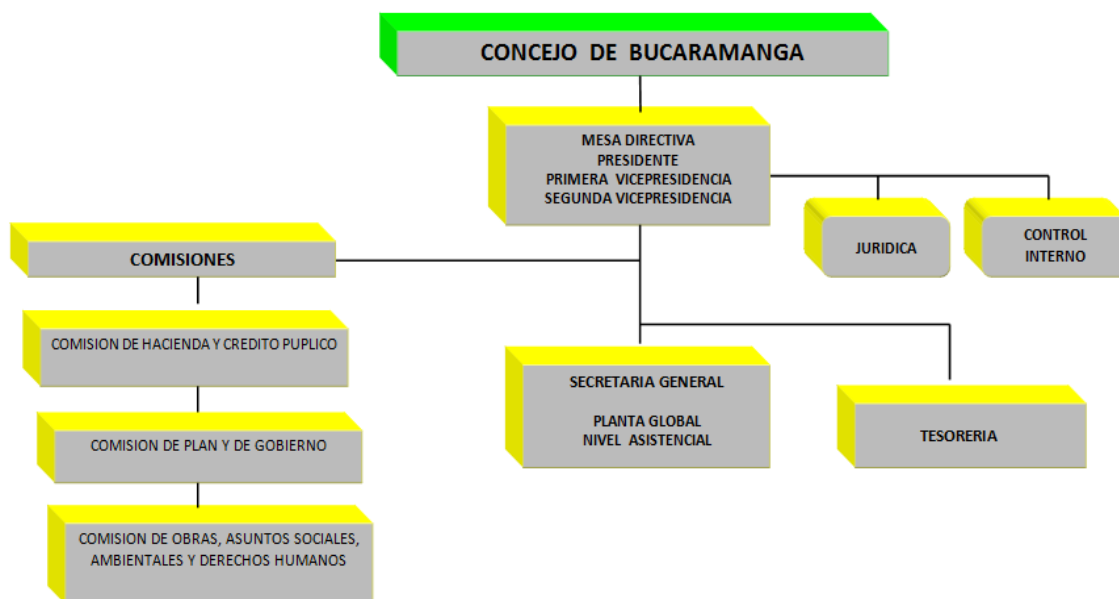 CONCEJO DE BUCARAMANGA
MESA DIRECTIVA
PRESIDENTE
PRIMERA VICEPRESIDENCIA
SEGUNDA VICEPRESIDENCIA
JURIDICA
CONTROL
INTERNO
COMISIONES
COMISION DE HACIENDA Y CREDITO PUPLICO
COMISION DE PLAN Y DE GOBIERNO
COMISION DE OBRAS, ASUNTOS SOCIALES,
AMBIENTALES Y DERECHOS HUMANOS
SECRETARIA GENERAL
PLANTA GLOBAL
NIVEL ASISTENCIAL
TESORERIA